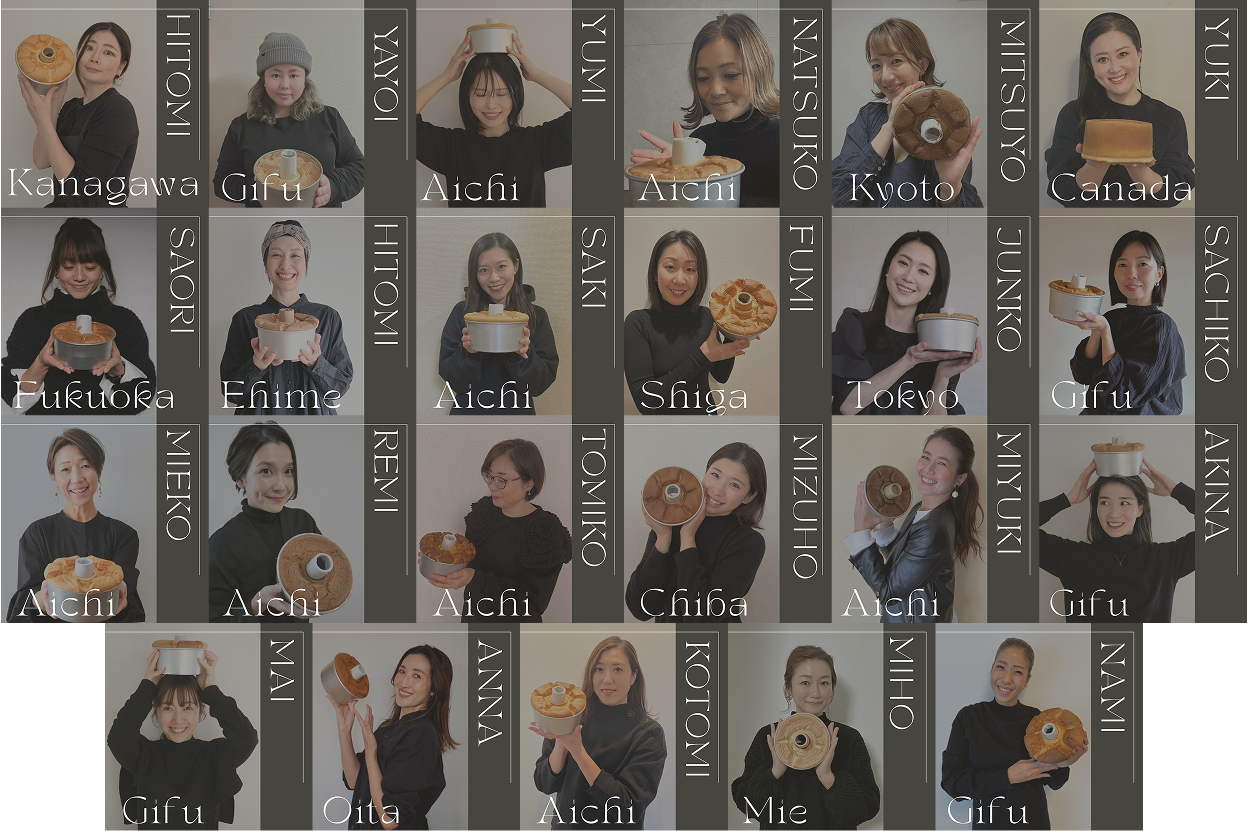 HITOMI
Kanagawa
YAYOI
Gifu
YUMI
Aichi
NATSUKO
Aichi
MITSUYO
Kyoto
YUKI
Canada
SAORI
Fukuoka
HITOMI
Ehime
SAKI
Aichi
FUMI
Shiga
JUNKO
Tokyo
SACHIKO
Gifu
MIEKO
Aichi
REMI
Aichi
TOMIKO
Aichi
MIZUHO
Chiba
MIYUKI
Aichi
AKINA
Gifu
MAI
Gifu
ANNA
Oita
KOTOMI
Aichi
MIHO
Mie
NAMI
Gifu